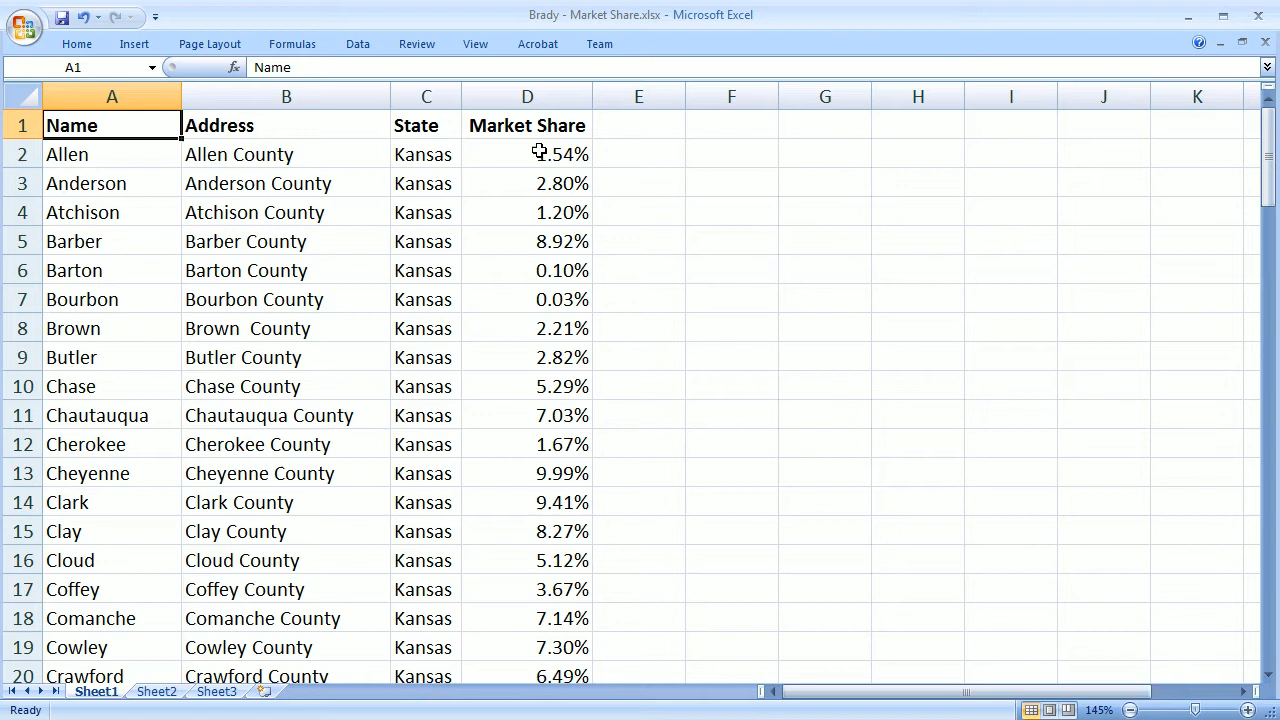 Brady - Market Share.xlsx - Microsoft Excel
Home Insert Page Layout Formulas Data Review View Acrobat Team
A1 fx Name
A B C D E F G H I J K
1 Name Address State Market Share
2 Allen Allen County Kansas .54%
3 Anderson Anderson County Kansas 2.80%
4 Atchison Atchison County Kansas 1.20%
5 Barber Barber County Kansas 8.92%
6 Barton Barton County Kansas 0.10%
7 Bourbon Bourbon County Kansas 0.03%
8 Brown Brown County Kansas 2.21%
9 Butler Butler County Kansas 2.82%
10 Chase Chase County Kansas 5.29%
11 Chautauqua Chautauqua County Kansas 7.03%
12 Cherokee Cherokee County Kansas 1.67%
13 Cheyenne Cheyenne County Kansas 9.99%
14 Clark Clark County Kansas 9.41%
15 Clay Clay County Kansas 8.27%
16 Cloud Cloud County Kansas 5.12%
17 Coffey Coffey County Kansas 3.67%
18 Comanche Comanche County Kansas 7.14%
19 Cowley Cowley County Kansas 7.30%
20 Crawford Crawford County Kansas 6.49%
Sheet1 Sheet2 Sheet3
Ready 145%